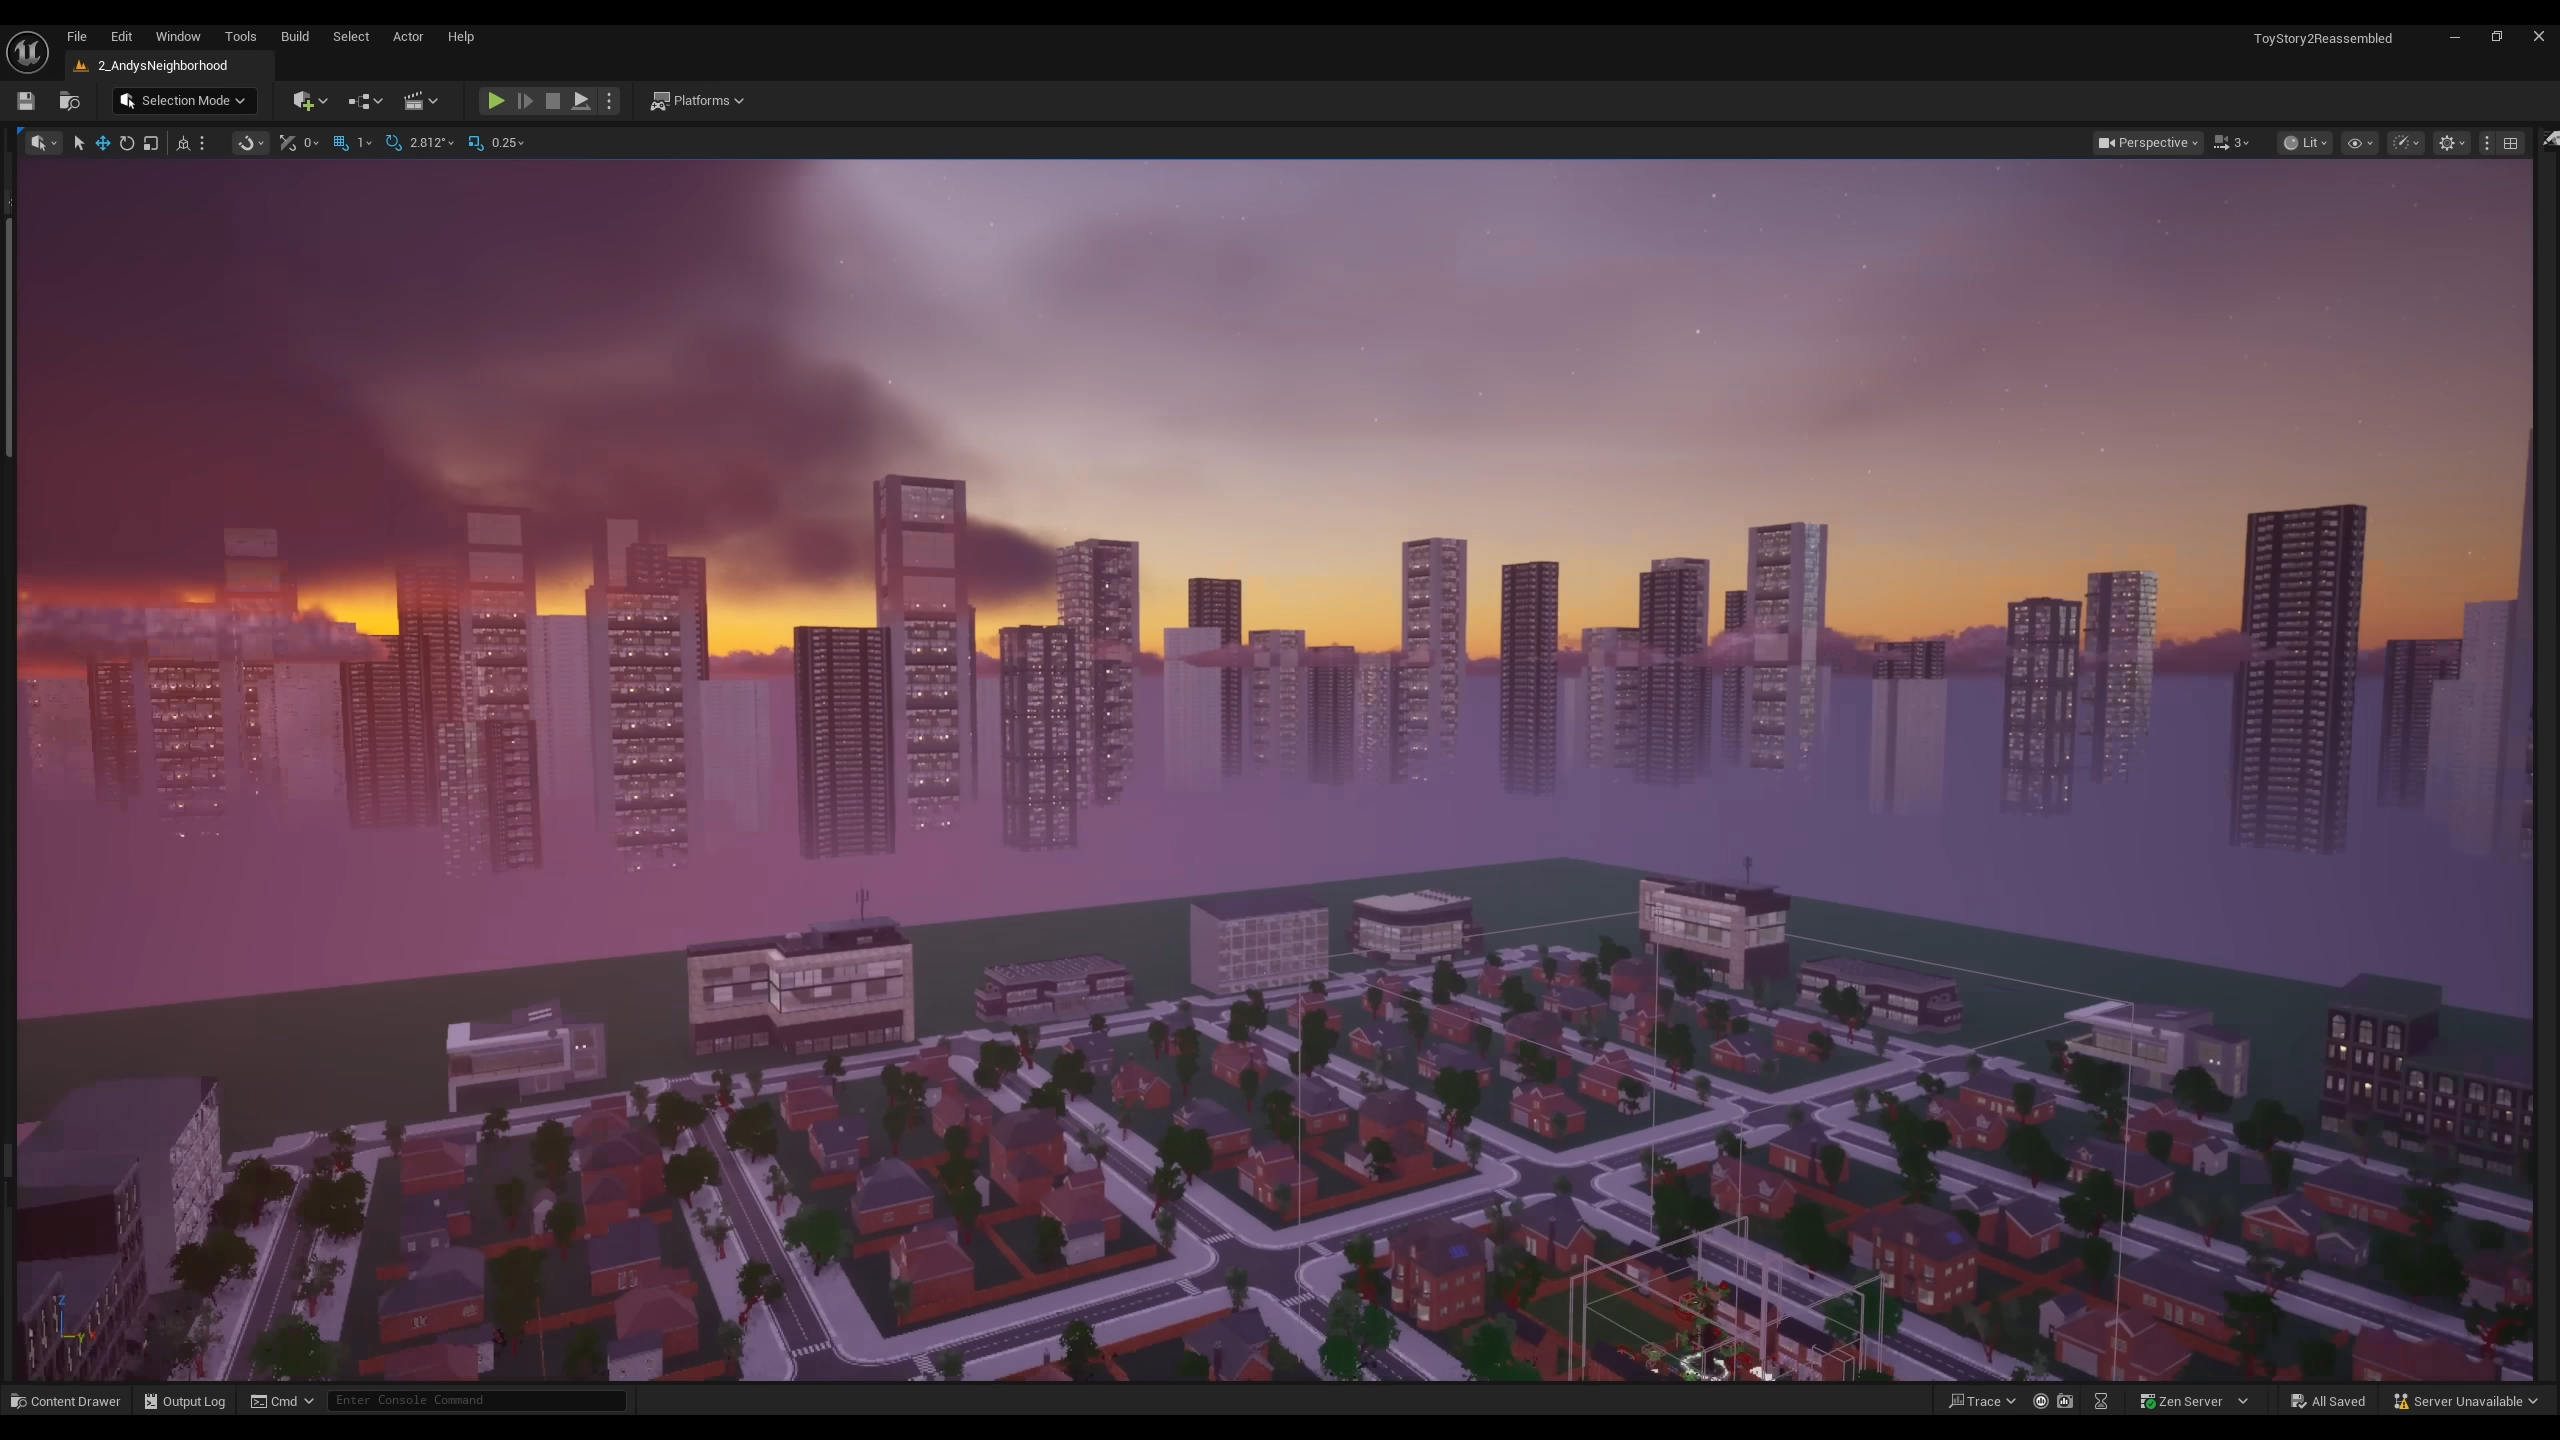 File Edit Window Tools Build Select Actor Help
ToyStory2Reassembled
2_AndysNeighborhood
Selection Mode
Platforms
0 1 2.812° 0.25
Perspective 3 Lit
Z
Y
Content Drawer Output Log Cmd Enter Console Command
Trace Zen Server All Saved Server Unavailable